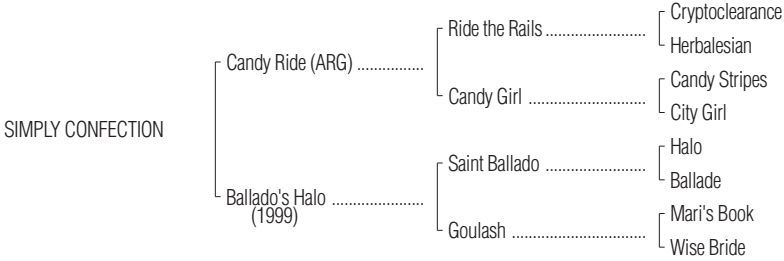 Cryptoclearance
Ride the Rails ........................
Herbalesian
Candy Ride (ARG) ................
Candy Stripes
Candy Girl ............................
City Girl
SIMPLY CONFECTION
Halo
Saint Ballado ........................
Ballade
Ballado's Halo ......................
(1999)
Mari's Book
Goulash ................................
Wise Bride